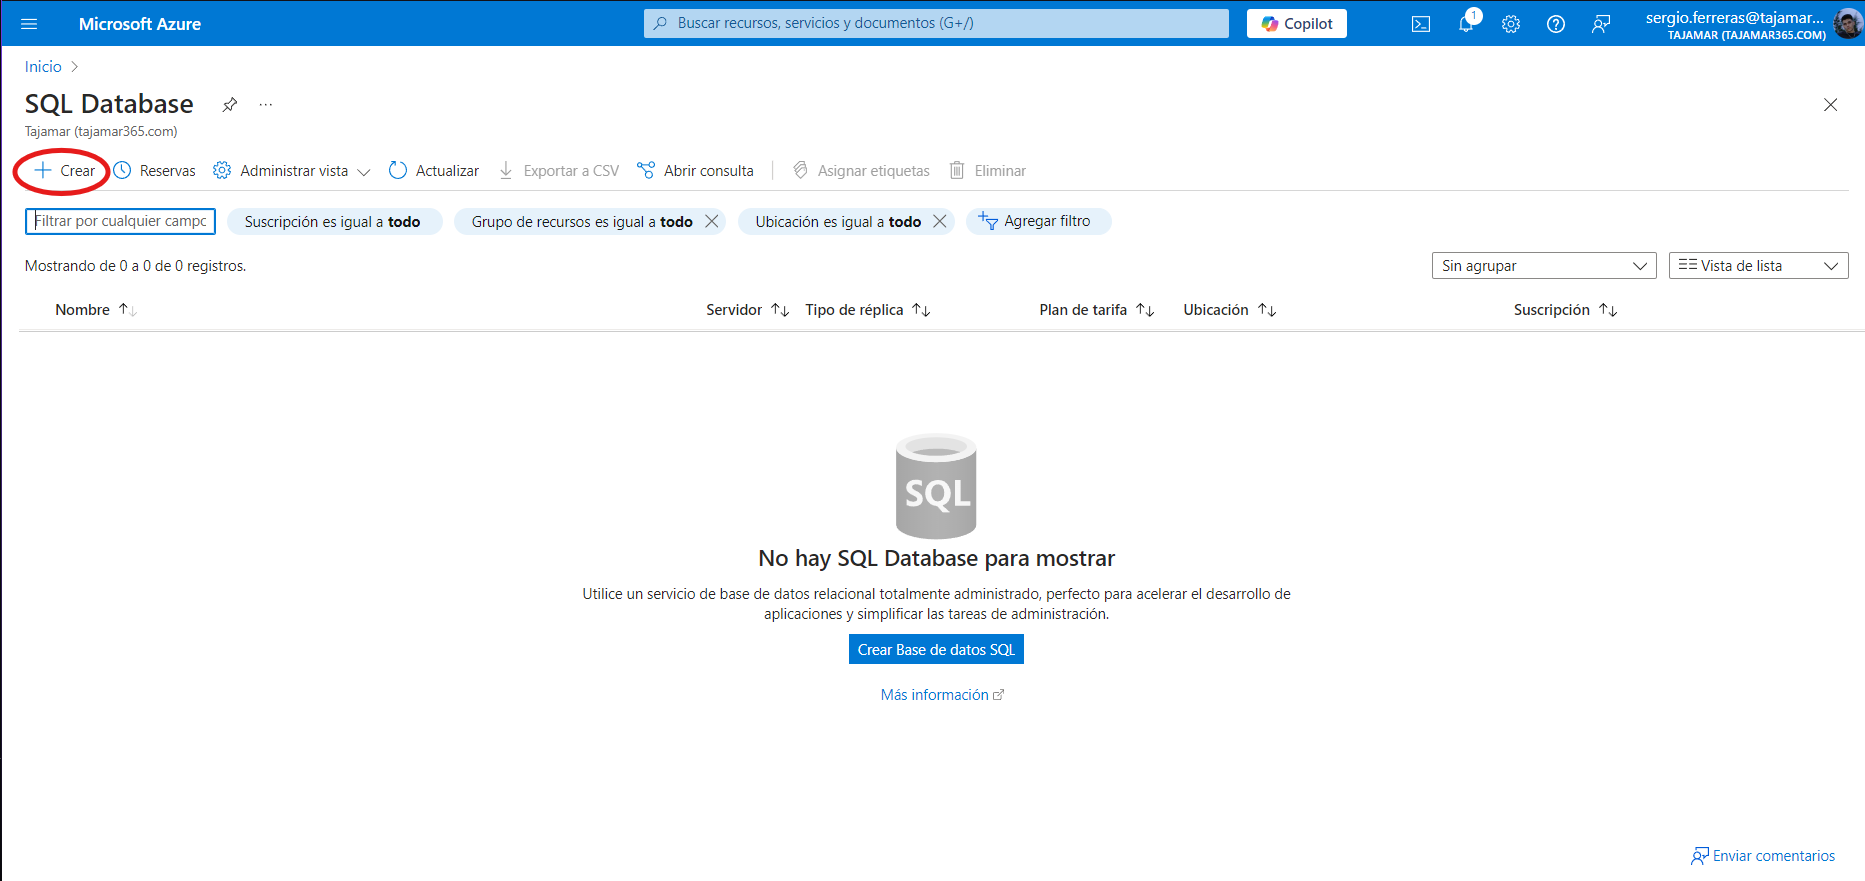 Microsoft Azure
Buscar recursos, servicios y documentos (G+/)
Copilot
1
sergio.ferreras@tajamar...
TAJAMAR (TAJAMAR365.COM)
Inicio
SQL Database
Tajamar (tajamar365.com)
Crear Reservas Administrar vista Actualizar Exportar a CSV Abrir consulta Asignar etiquetas Eliminar
Filtrar por cualquier campo Suscripción es igual a todo Grupo de recursos es igual a todo Ubicación es igual a todo Agregar filtro
Mostrando de 0 a 0 de 0 registros. Sin agrupar Vista de lista
Nombre Servidor Tipo de réplica Plan de tarifa Ubicación Suscripción
SQL
No hay SQL Database para mostrar
Utilice un servicio de base de datos relacional totalmente administrado, perfecto para acelerar el desarrollo de
aplicaciones y simplificar las tareas de administración.
Crear Base de datos SQL
Más información
Enviar comentarios